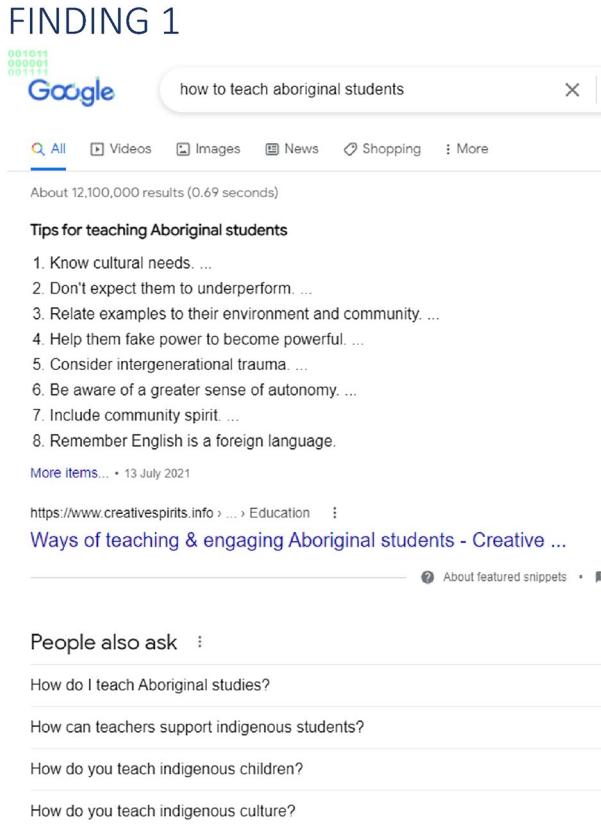 FINDING 1
001011
000001
001111
Google
how to teach aboriginal students
All Videos Images News Shopping More
About 12,100,000 results (0.69 seconds)
Tips for teaching Aboriginal students
1. Know cultural needs. ...
2. Don't expect them to underperform. ...
3. Relate examples to their environment and community. ...
4. Help them fake power to become powerful. ...
5. Consider intergenerational trauma. ...
6. Be aware of a greater sense of autonomy. ...
7. Include community spirit. ...
8. Remember English is a foreign language.
More items... • 13 July 2021
https://www.creativespirits.info › ... › Education
Ways of teaching & engaging Aboriginal students - Creative ...
About featured snippets •
People also ask
How do I teach Aboriginal studies?
How can teachers support indigenous students?
How do you teach indigenous children?
How do you teach indigenous culture?